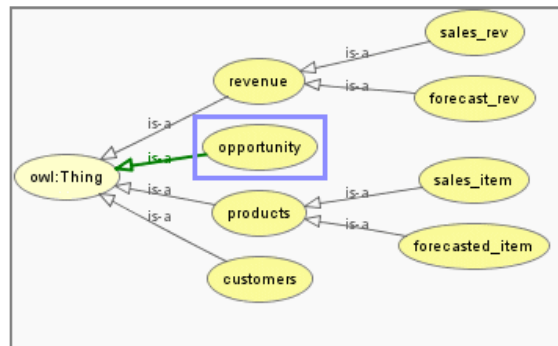 sales_rev
is-a
revenue
is-a
forecast_rev
is-a
opportunity
is-a
owl:Thing
sales_item
is-a
is-a
products
is-a
forecasted_item
is-a
customers